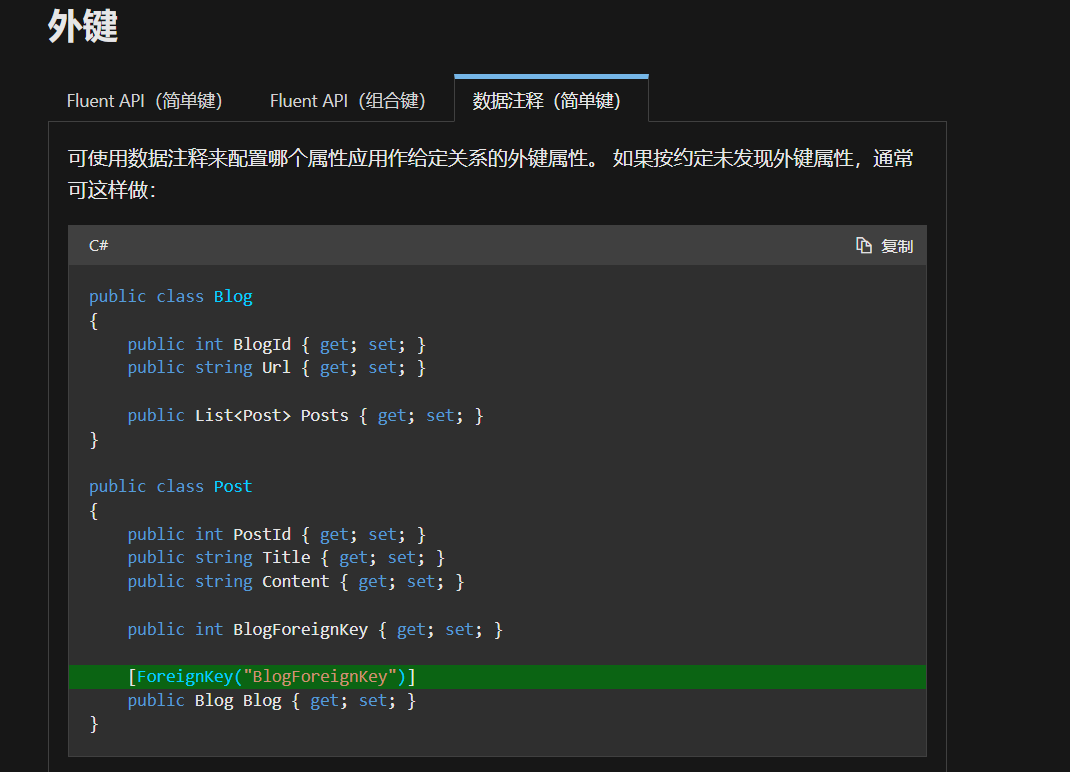 外键
Fluent API（简单键） Fluent API（组合键） 数据注释（简单键）
可使用数据注释来配置哪个属性应用作给定关系的外键属性。 如果按约定未发现外键属性，通常
可这样做：
C# 复制
public class Blog
{
    public int BlogId { get; set; }
    public string Url { get; set; }

    public List<Post> Posts { get; set; }
}

public class Post
{
    public int PostId { get; set; }
    public string Title { get; set; }
    public string Content { get; set; }

    public int BlogForeignKey { get; set; }

    [ForeignKey("BlogForeignKey")]
    public Blog Blog { get; set; }
}